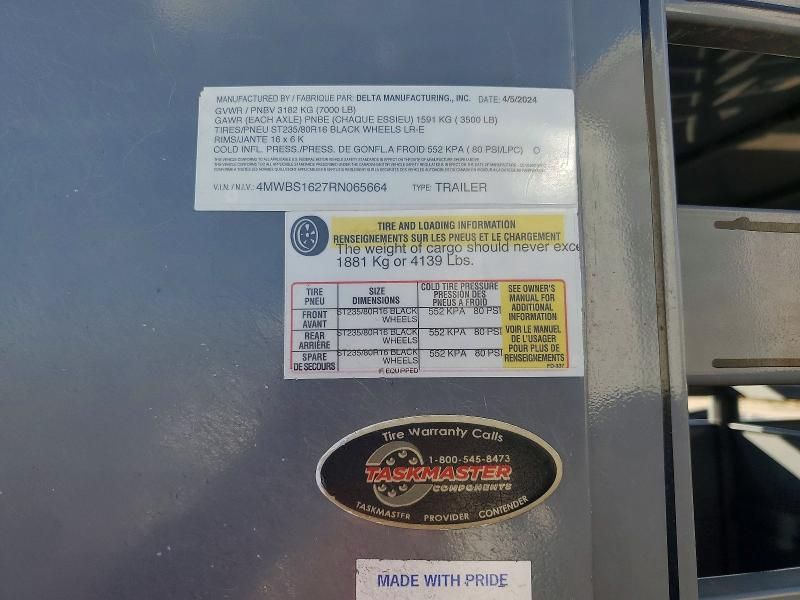 MANUFACTURED BY / FABRIQUE PAR: DELTA MANUFACTURING., INC. DATE: 4/5/2024
GVWR / PNBV 3182 KG (7000 LB)
GAWR (EACH AXLE) PNBE (CHAQUE ESSIEU) 1591 KG ( 3500 LB)
TIRES/PNEU ST235/80R16 BLACK WHEELS LR-E
RIMS/JANTE 16 x 6 K
COLD INFL. PRESS./PRESS. DE GONFL.A FROID 552 KPA ( 80 PSI/LPC) O
V.I.N./ N.I.V.: 4MWBS1627RN065664 TYPE: TRAILER
TIRE AND LOADING INFORMATION
RENSEIGNEMENTS SUR LES PNEUS ET LE CHARGEMENT
The weight of cargo should never exce
1881 Kg or 4139 Lbs.
TIRE PNEU
SIZE DIMENSIONS
COLD TIRE PRESSURE PRESSION DES PNEUS A FROID
SEE OWNER'S
MANUAL FOR
ADDITIONAL
INFORMATION
FRONT AVANT
ST235/80R16 BLACK WHEELS
552 KPA 80 PSI
REAR ARRIÈRE
ST235/80R16 BLACK WHEELS
552 KPA 80 PSI
VOIR LE MANUEL
DE L'USAGER
POUR PLUS DE
RENSEIGNEMENTS
SPARE DE SECOURS
ST235/80R16 BLACK WHEELS
552 KPA 80 PSI
IF EQUIPPED
FD-337
Tire Warranty Calls
1-800-545-8473
TASKMASTER
COMPONENTS
TASKMASTER PROVIDER CONTENDER
MADE WITH PRIDE